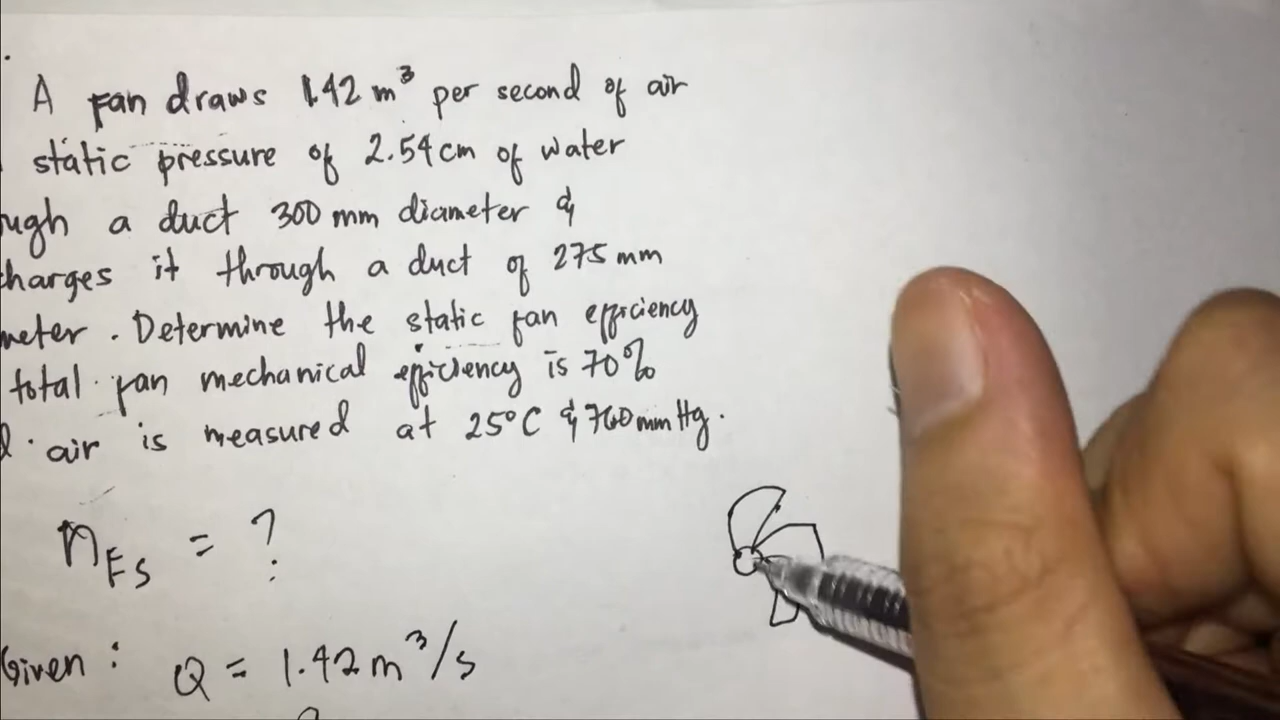 A fan draws 1.42 m³ per second of air
static pressure of 2.54 cm of water
ugh a duct 300 mm diameter &
charges it through a duct of 275 mm
meter. Determine the static fan efficiency
total fan mechanical efficiency is 70%
air is measured at 25°C & 760 mm Hg.
η FS = ?
Given: Q = 1.42 m³/s